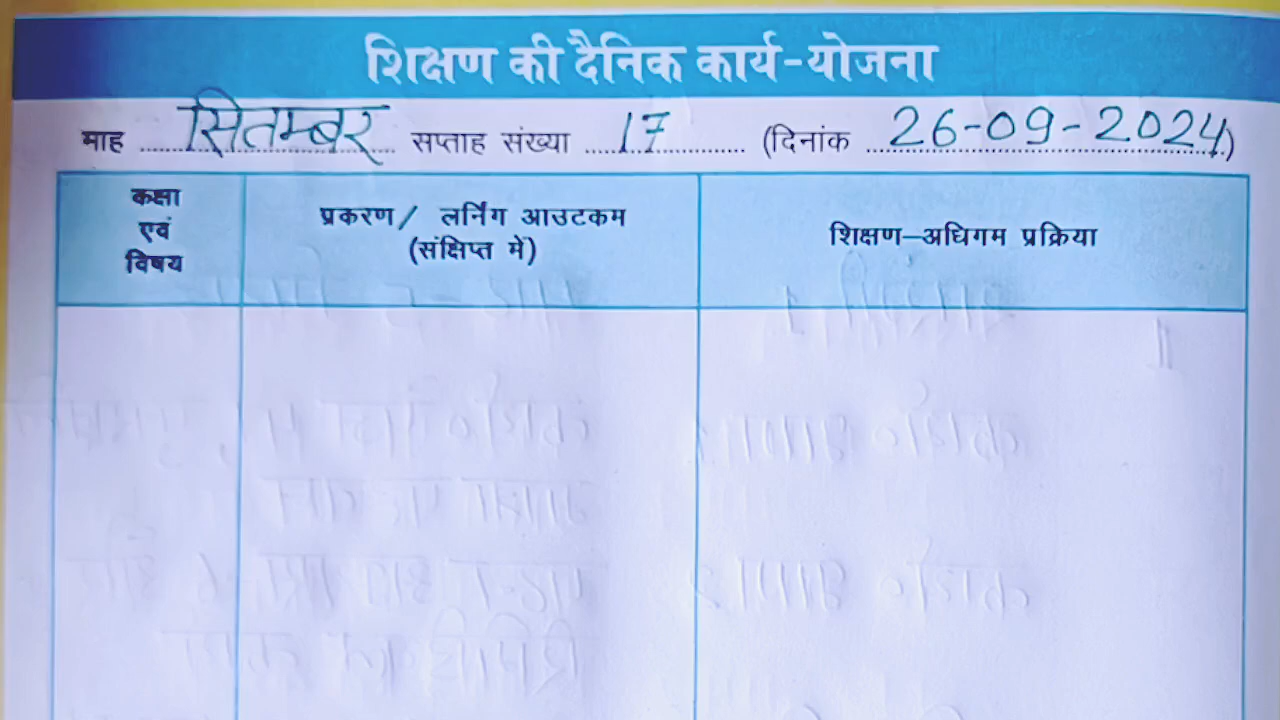 शिक्षण की दैनिक कार्य-योजना
माह सितम्बर सप्ताह संख्या 17 (दिनांक 26-09-2024)
कक्षा एवं विषय
प्रकरण/ लर्निंग आउटकम (संक्षिप्त में)
शिक्षण-अधिगम प्रक्रिया